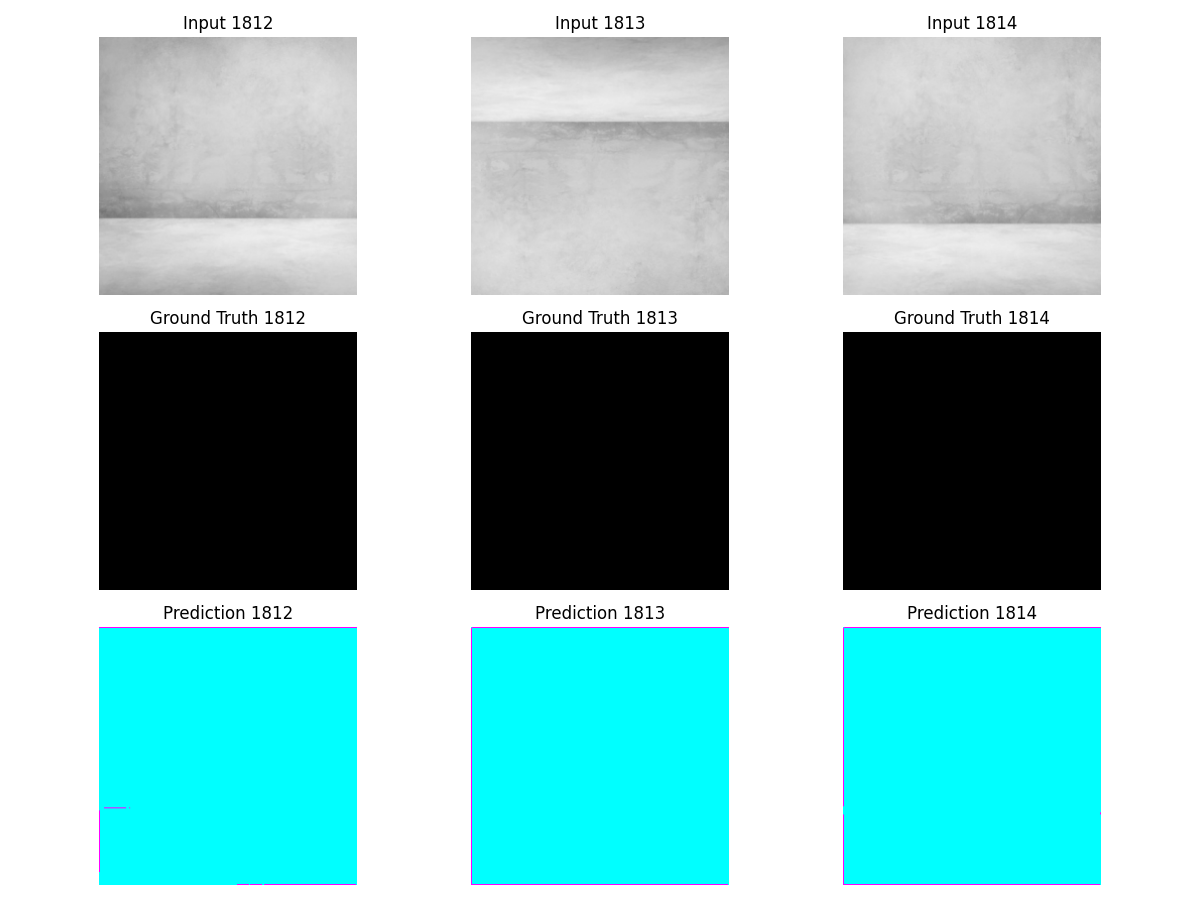 Input 1812
Input 1813
Input 1814
Ground Truth 1812
Ground Truth 1813
Ground Truth 1814
Prediction 1812
Prediction 1813
Prediction 1814